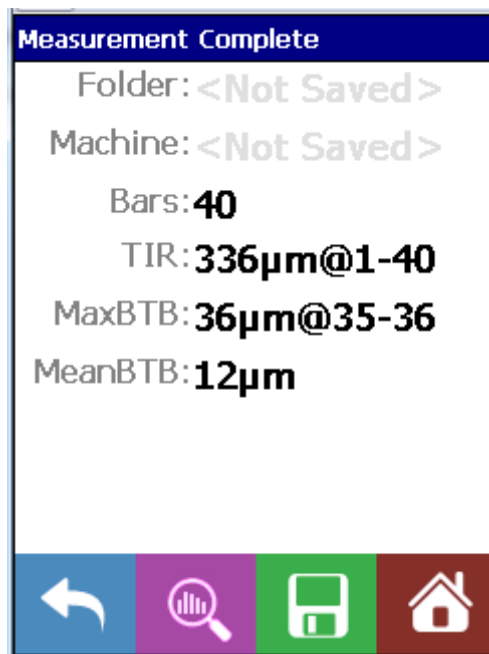 Measurement Complete
Folder: <Not Saved>
Machine: <Not Saved>
Bars: 40
TIR: 336µm@1-40
MaxBTB: 36µm@35-36
MeanBTB: 12µm